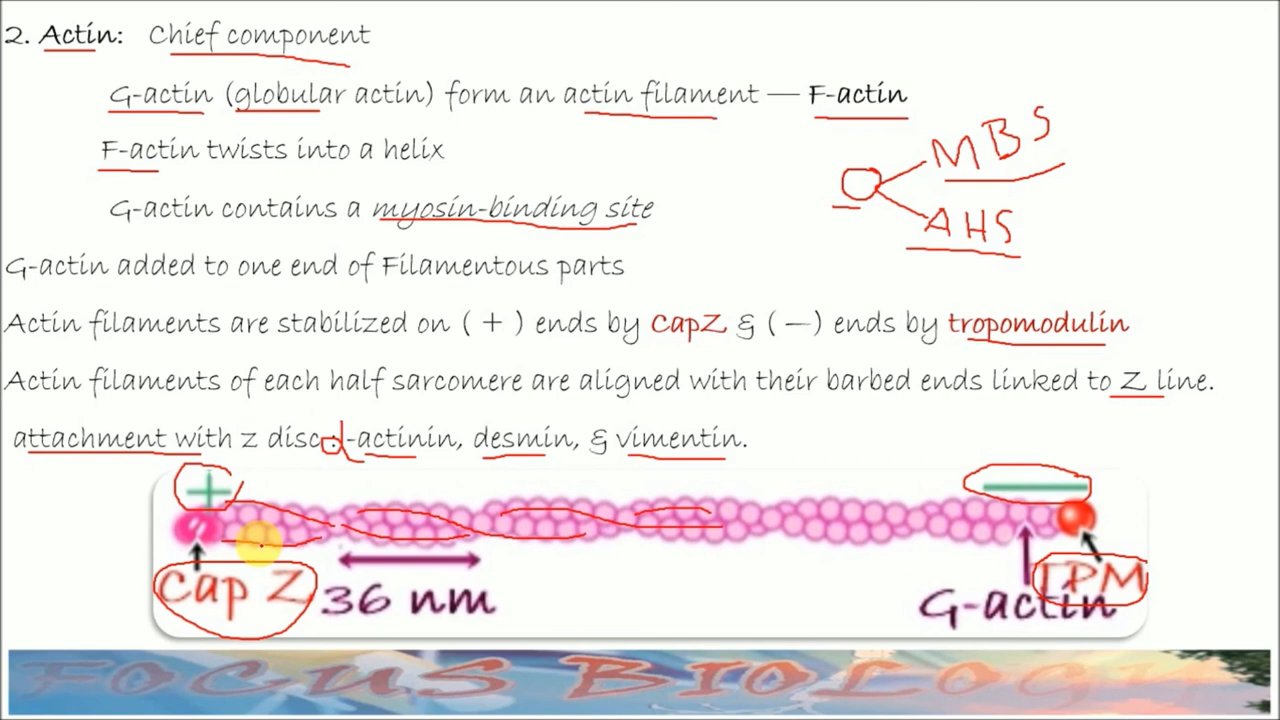 2. Actin: Chief component
G-actin (globular actin) form an actin filament — F-actin
F-actin twists into a helix
MBS
AHS
G-actin contains a myosin-binding site
G-actin added to one end of Filamentous parts
Actin filaments are stabilized on ( + ) ends by CapZ & ( — ) ends by tropomodulin
Actin filaments of each half sarcomere are aligned with their barbed ends linked to Z line.
attachment with z disc d-actinin, desmin, & vimentin.
+ —
Cap Z 36 nm G-actin TPM
FOCUS BIOLOGY